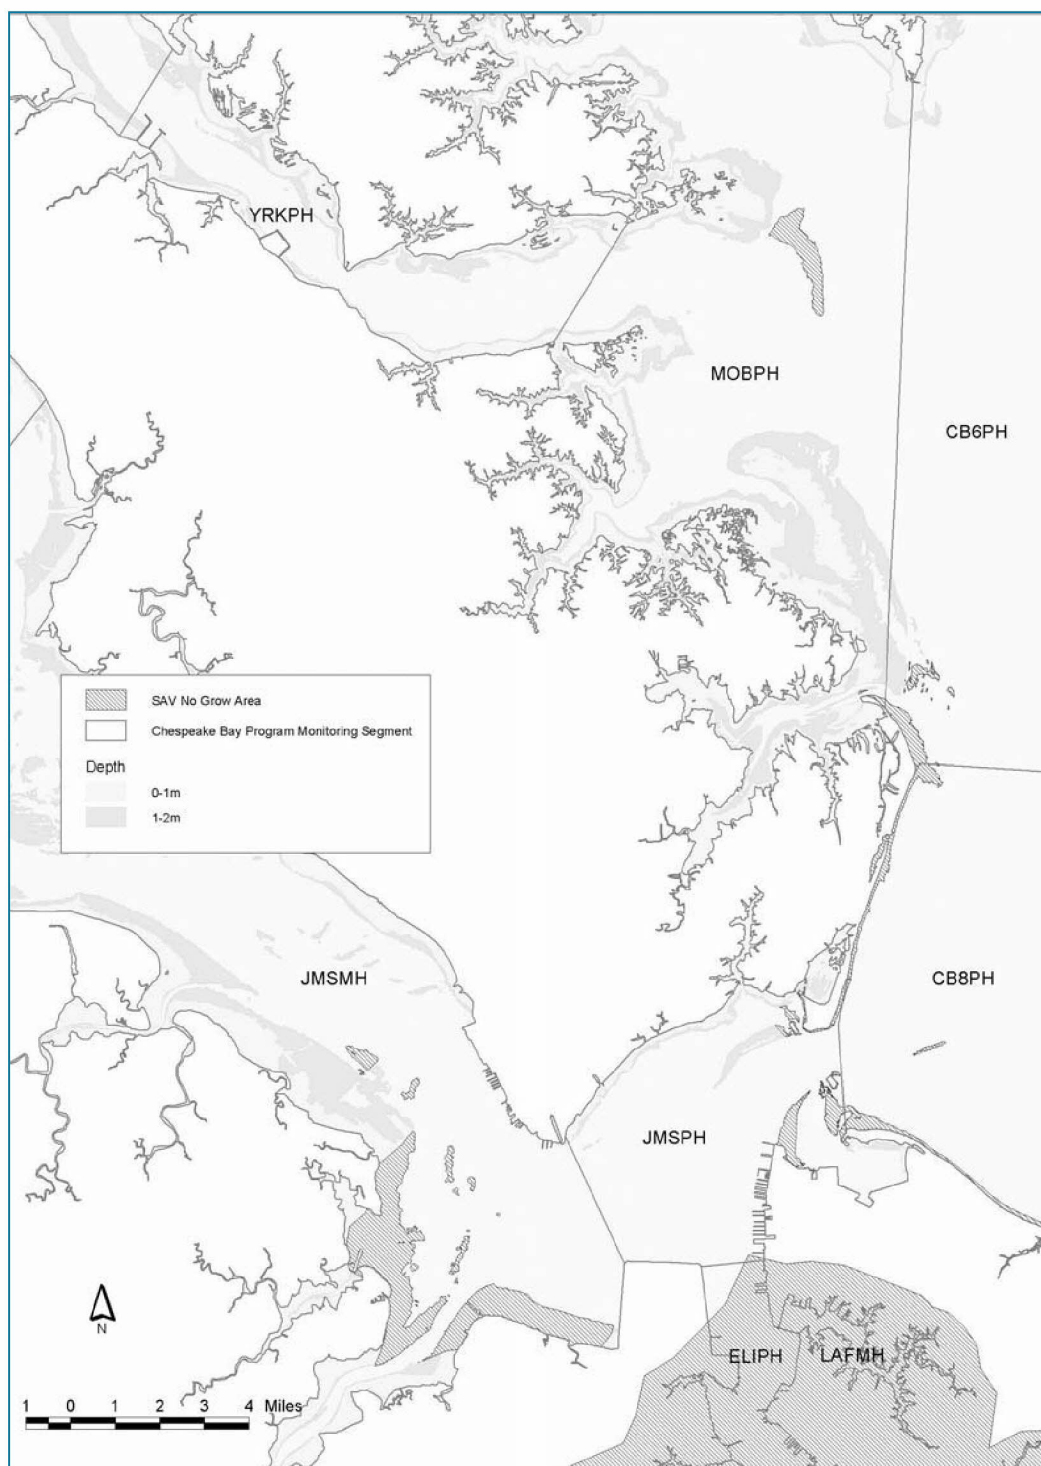 YRKPH
MOBPH
CB6PH
SAV No Grow Area
Chespeake Bay Program Monitoring Segment
Depth
0-1m
1-2m
JMSMH
CB8PH
JMSPH
N
ELIPH
LAFMH
1 0 1 2 3 4 Miles